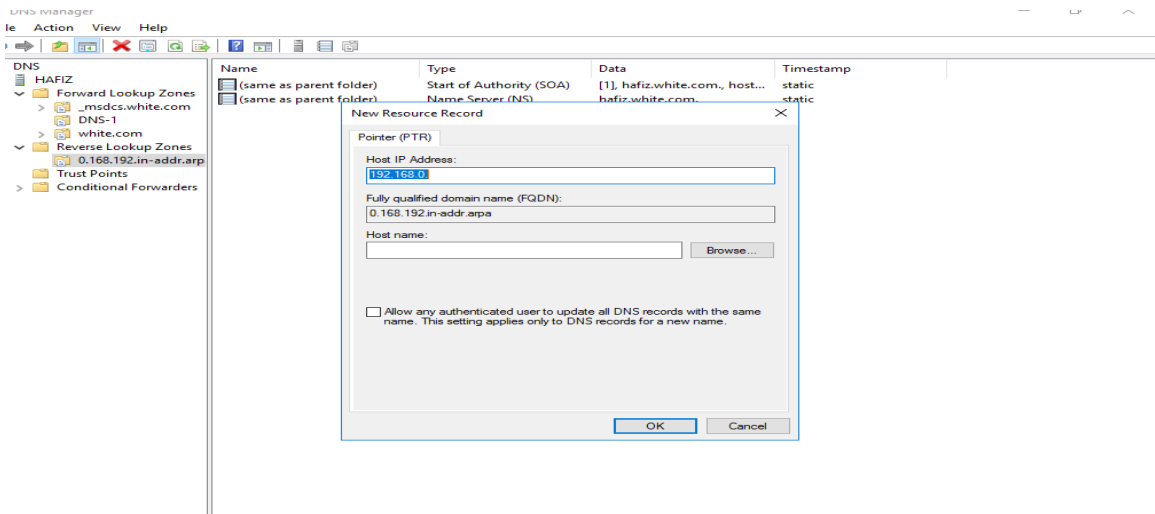 DNS Manager
le Action View Help
DNS
HAFIZ
Forward Lookup Zones
_msdcs.white.com
DNS-1
white.com
Reverse Lookup Zones
0.168.192.in-addr.arp
Trust Points
Conditional Forwarders
Name Type Data Timestamp
(same as parent folder) Start of Authority (SOA) [1], hafiz.white.com., host... static
(same as parent folder) Name Server (NS) hafiz.white.com. static
New Resource Record
Pointer (PTR)
Host IP Address:
192.168.0.
Fully qualified domain name (FQDN):
0.168.192.in-addr.arpa
Host name:
Browse...
Allow any authenticated user to update all DNS records with the same
name. This setting applies only to DNS records for a new name.
OK Cancel